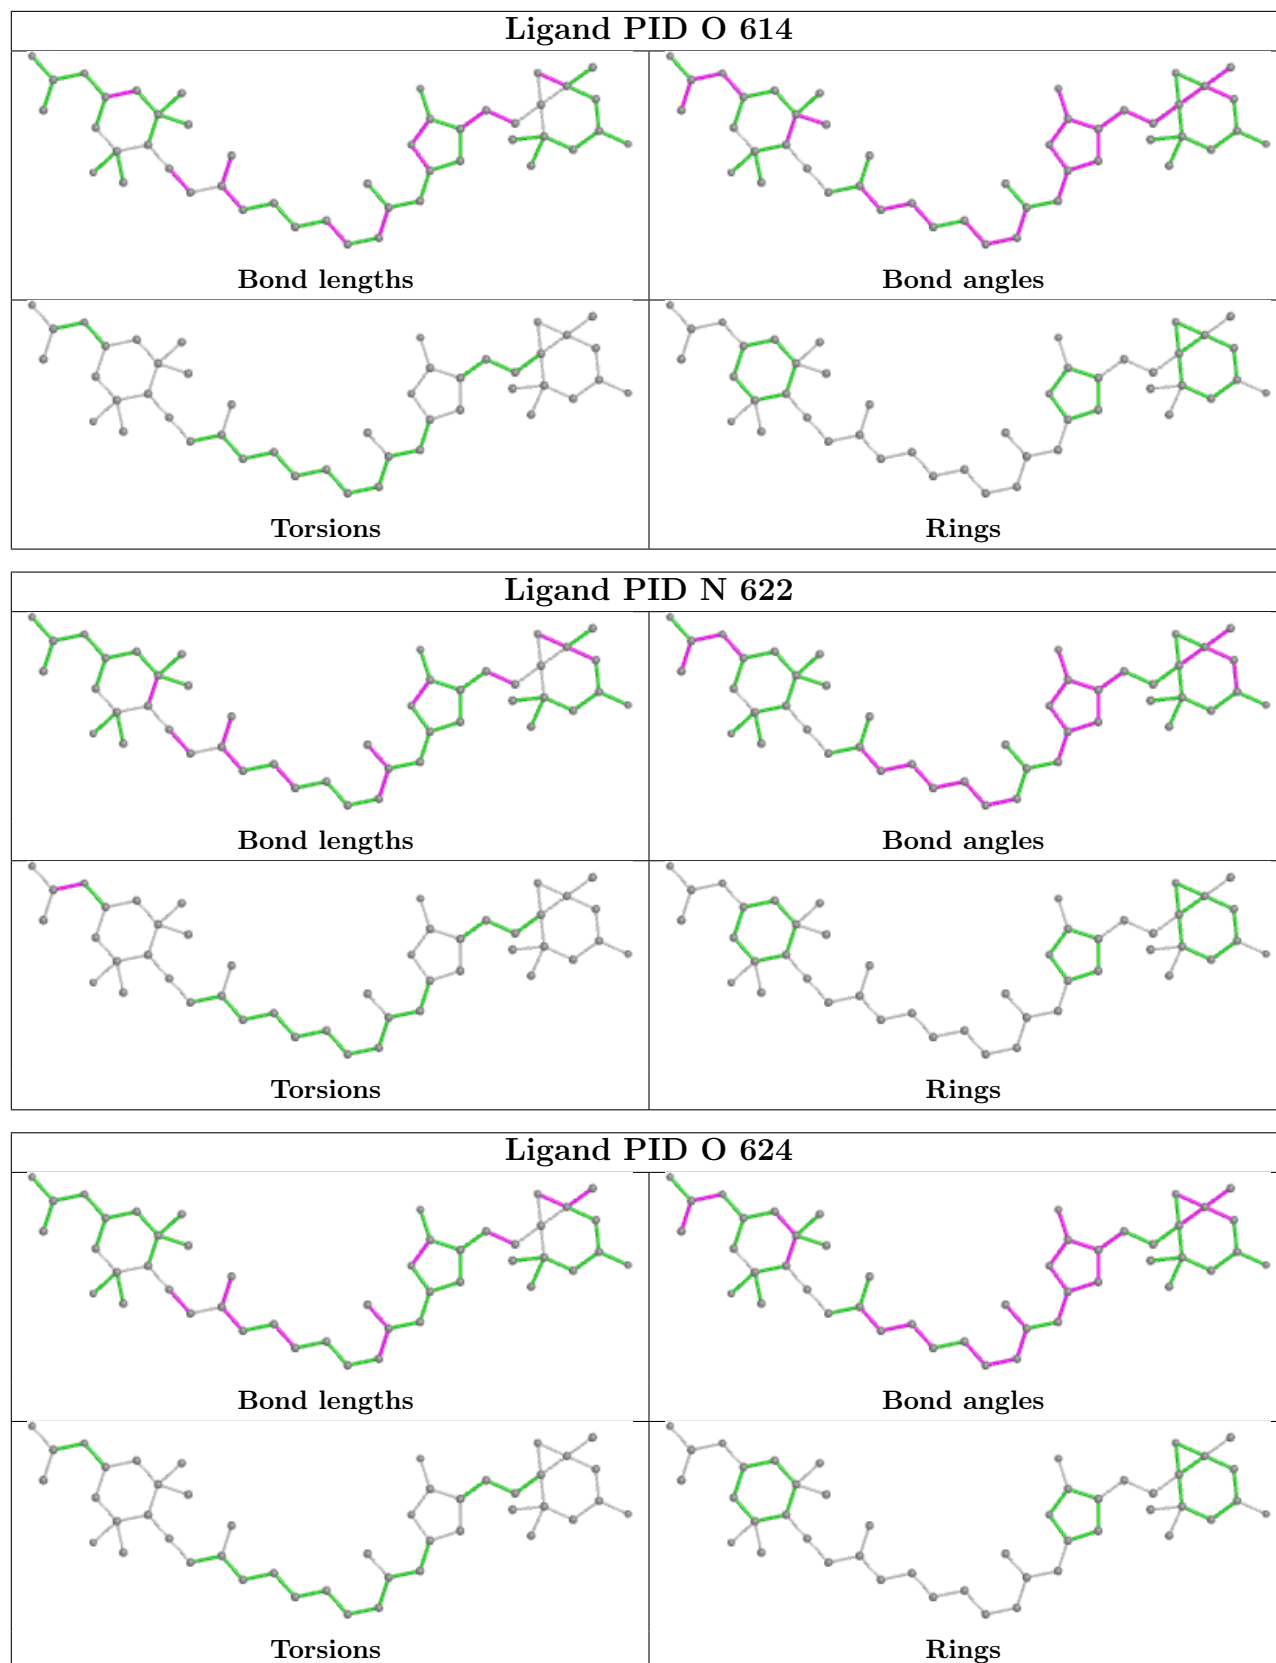 Ligand PID O 614
Bond lengths
Bond angles
Torsions
Rings
Ligand PID N 622
Bond lengths
Bond angles
Torsions
Rings
Ligand PID O 624
Bond lengths
Bond angles
Torsions
Rings